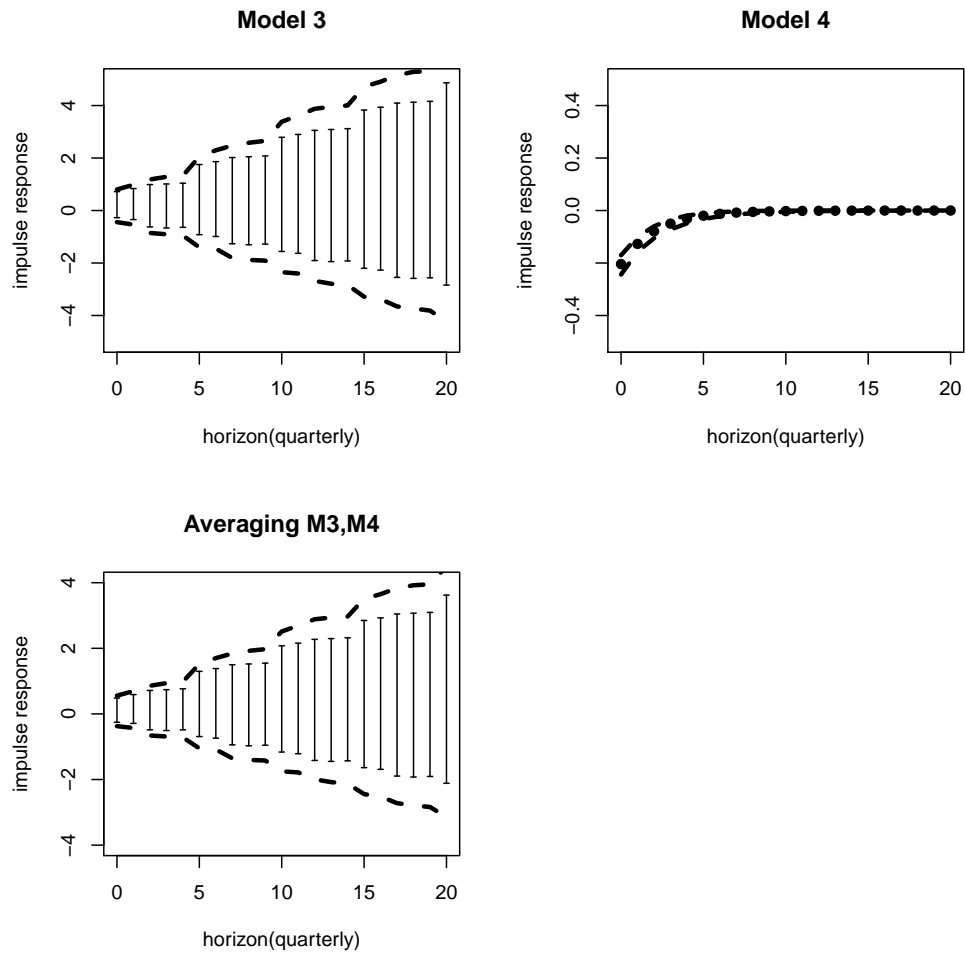 Model 3
impulse response
4
2
0
−2
−4
0 5 10 15 20
horizon(quarterly)
Model 4
impulse response
0.4
0.2
0.0
−0.4
0 5 10 15 20
horizon(quarterly)
Averaging M3,M4
impulse response
4
2
0
−2
−4
0 5 10 15 20
horizon(quarterly)